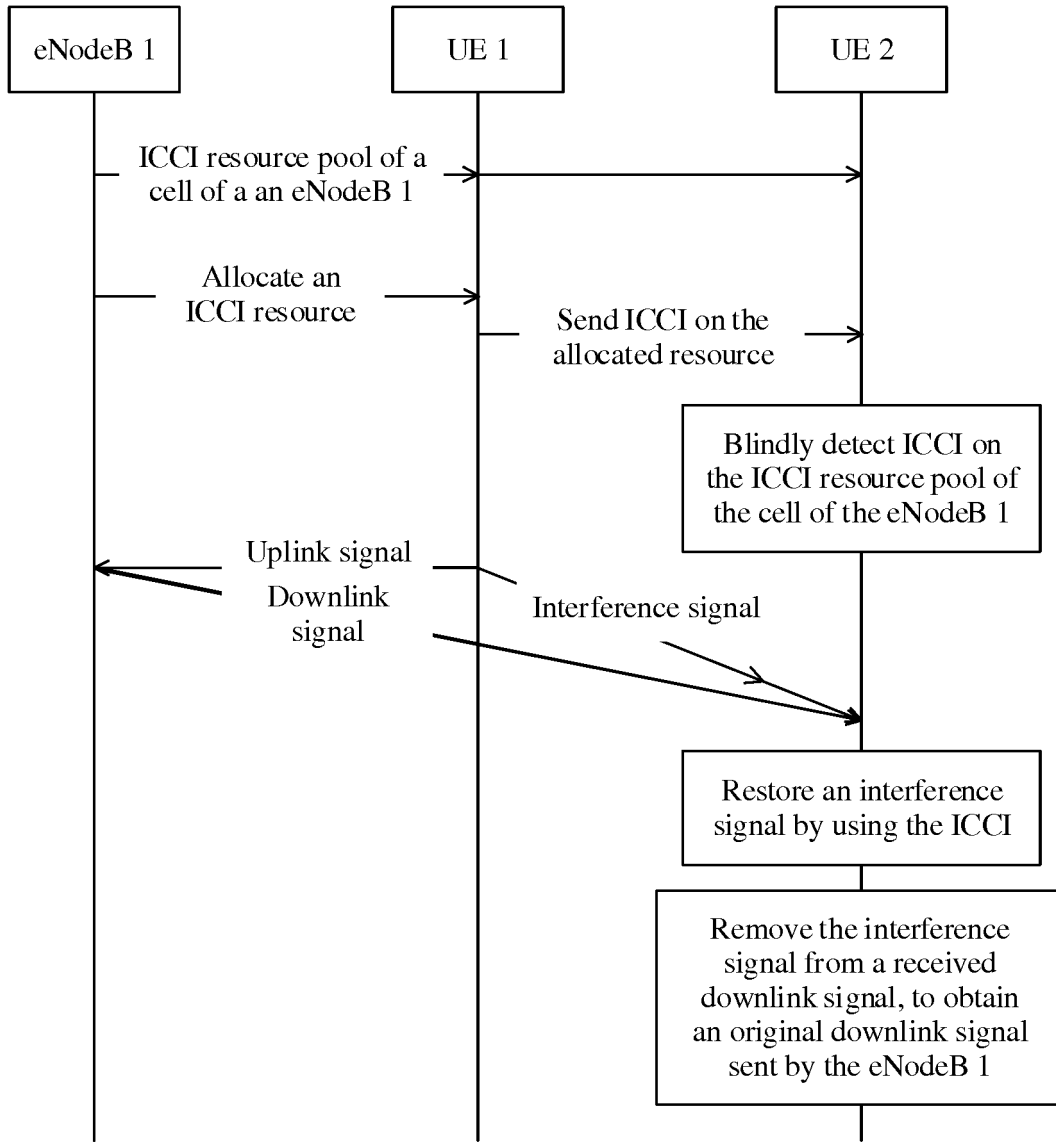 eNodeB 1
UE 1
UE 2
ICCI resource pool of a
cell of a an eNodeB 1
Allocate an
ICCI resource
Send ICCI on the
allocated resource
Blindly detect ICCI on
the ICCI resource pool of
the cell of the eNodeB 1
Uplink signal
Downlink
signal
Interference signal
Restore an interference
signal by using the ICCI
Remove the interference
signal from a received
downlink signal, to obtain
an original downlink signal
sent by the eNodeB 1